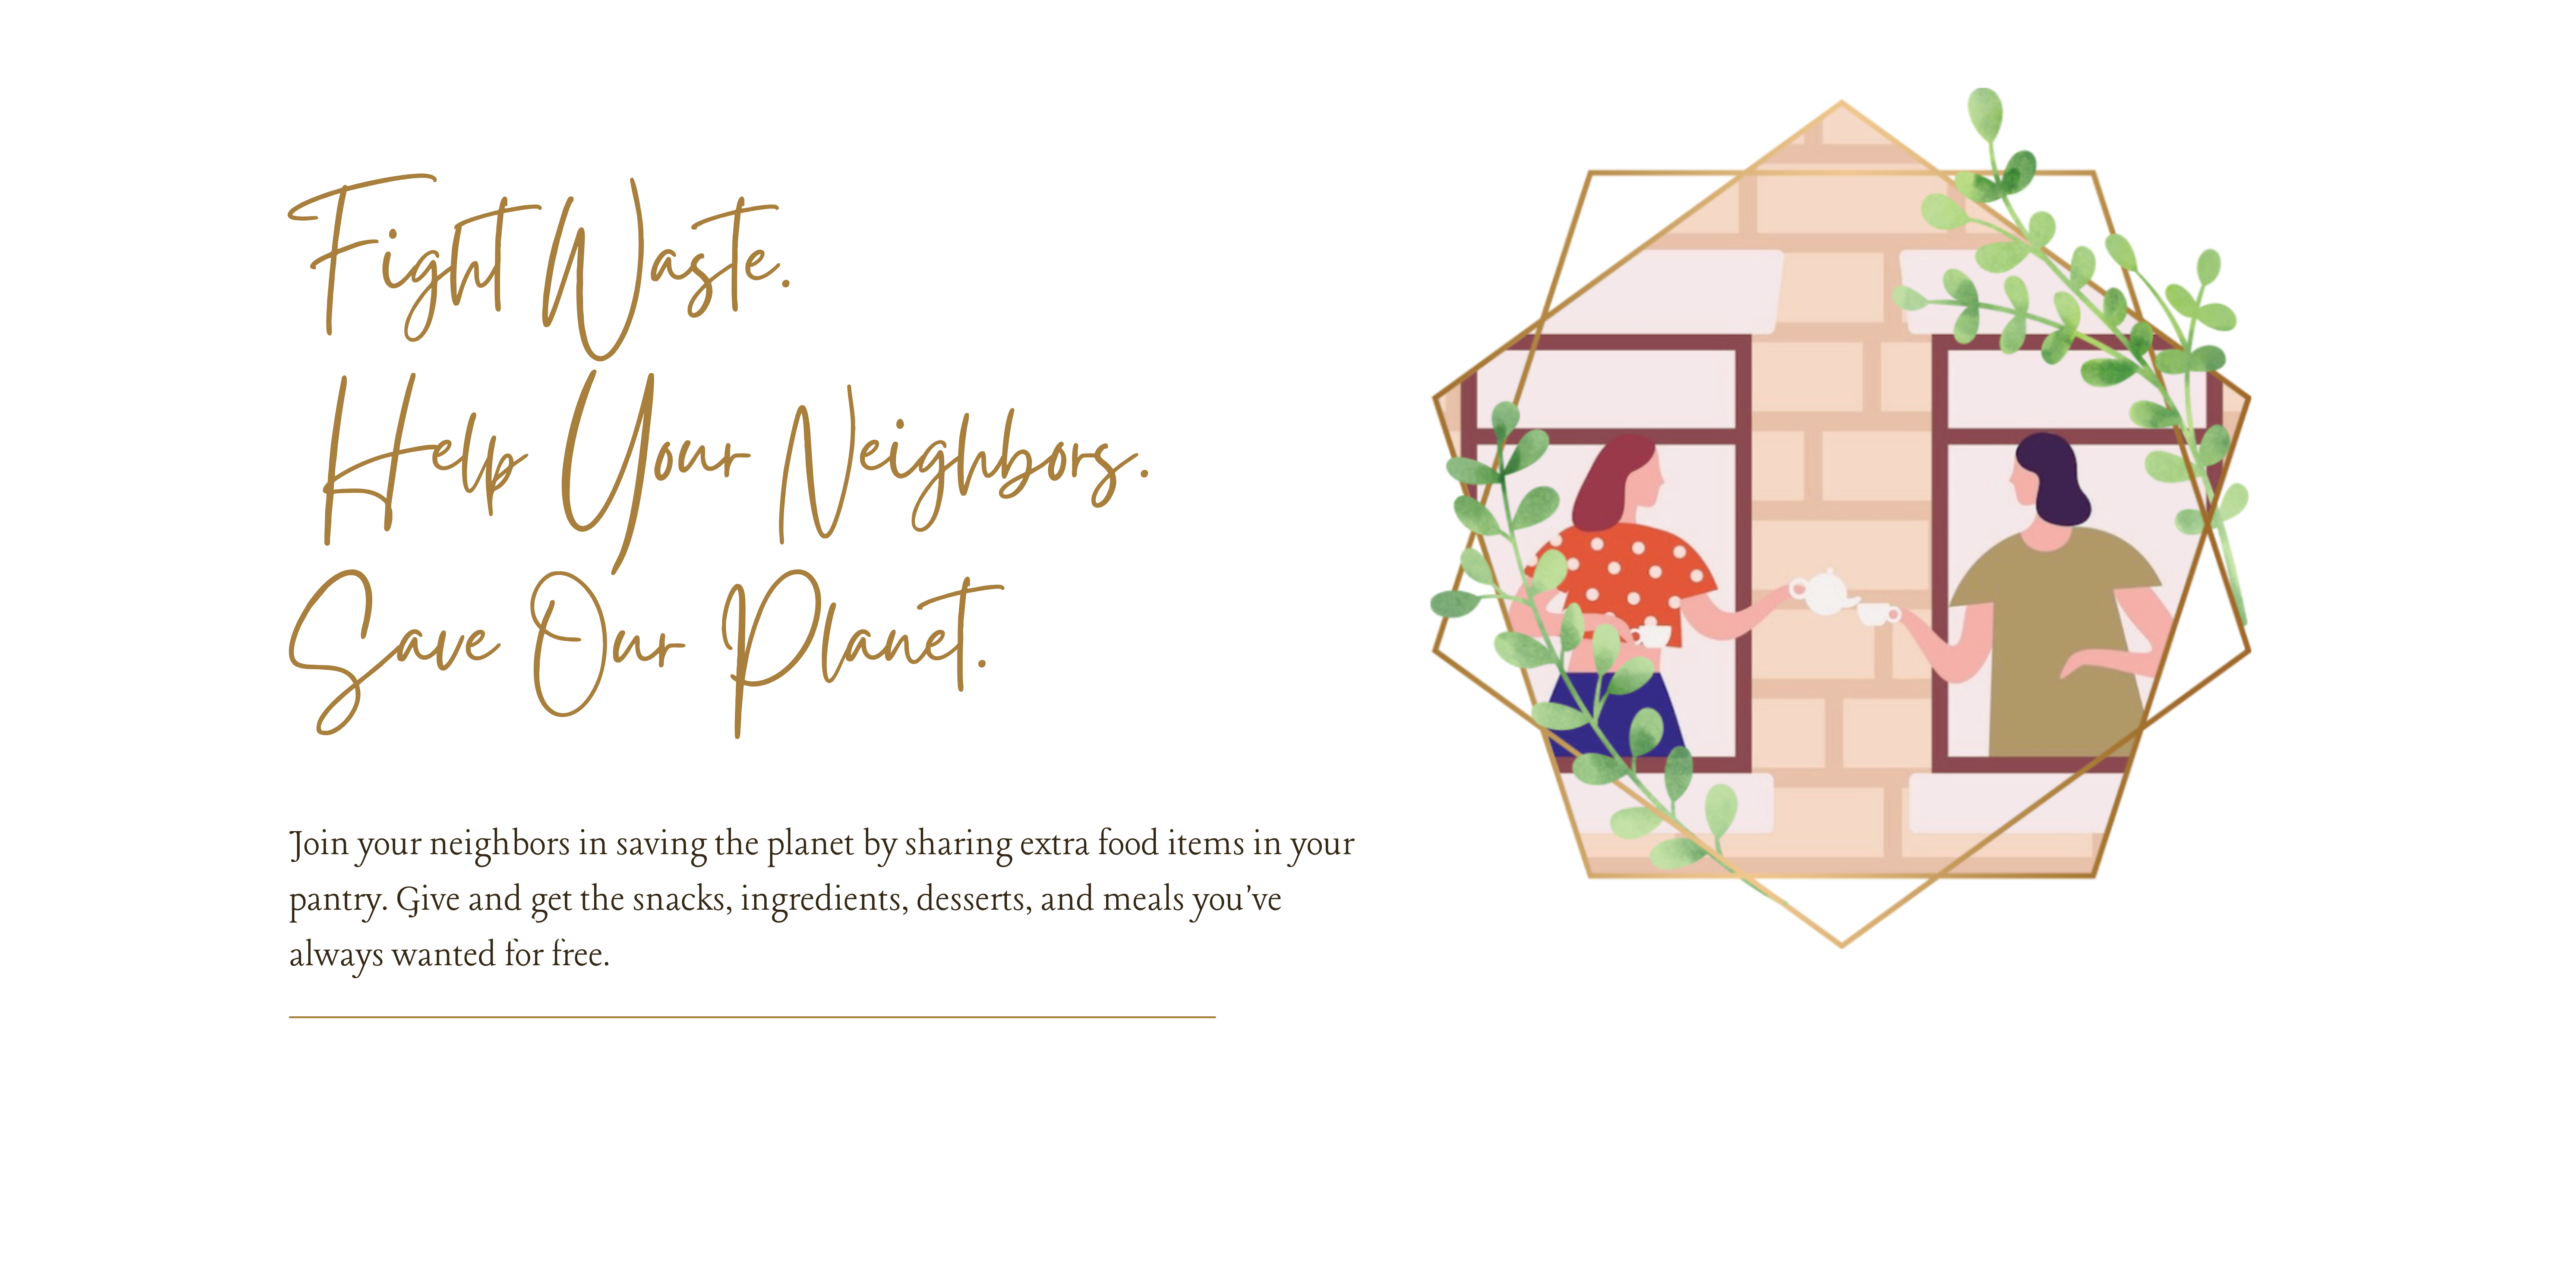 Fight Waste.
Help Your Neighbors.
Save Our Planet.
Join your neighbors in saving the planet by sharing extra food items in your
pantry. Give and get the snacks, ingredients, desserts, and meals you've
always wanted for free.